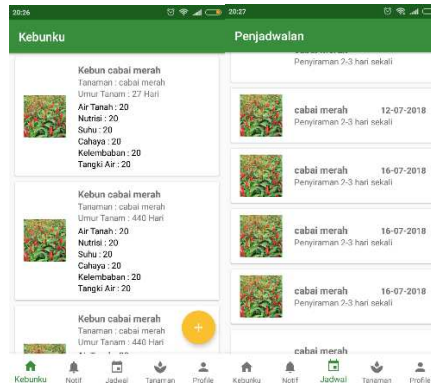 20:26
Kebunku
Kebun cabai merah
Tanaman : cabai merah
Umur Tanam : 27 Hari
Air Tanah : 20
Nutrisi : 20
Suhu : 20
Cahaya : 20
Kelembaban : 20
Tangki Air : 20
Kebun cabai merah
Tanaman : cabai merah
Umur Tanam : 440 Hari
Air Tanah : 20
Nutrisi : 20
Suhu : 20
Cahaya : 20
Kelembaban : 20
Tangki Air : 20
Kebun cabai merah
Tanaman : cabai merah
Umur Tanam : 440 Hari
+
Kebunku Notif Jadwal Tanaman Profile
20:27
Penjadwalan
Penyiraman 2-3 hari sekali
cabai merah 12-07-2018
Penyiraman 2-3 hari sekali
cabai merah 16-07-2018
Penyiraman 2-3 hari sekali
cabai merah 16-07-2018
Penyiraman 2-3 hari sekali
cabai merah 16-07-2018
Penyiraman 2-3 hari sekali
cabai merah
Kebunku Notif Jadwal Tanaman Profile